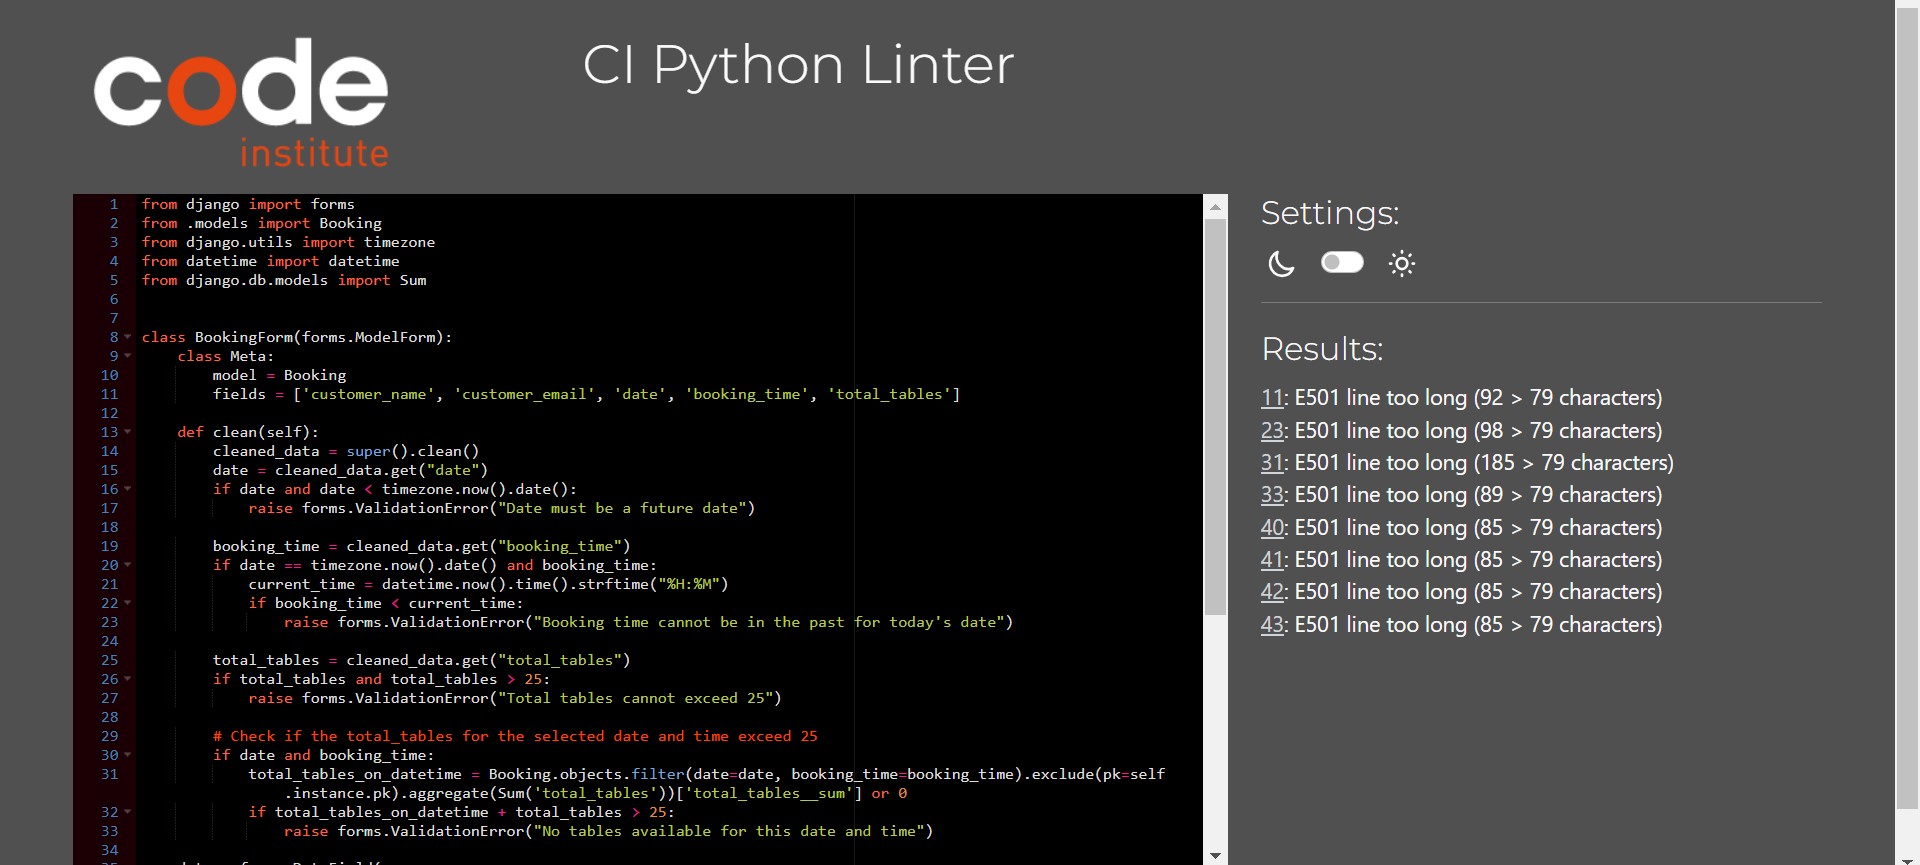 code
institute
CI Python Linter
1 from django import forms
2 from .models import Booking
3 from django.utils import timezone
4 from datetime import datetime
5 from django.db.models import Sum
6
7
8 class BookingForm(forms.ModelForm):
9     class Meta:
10         model = Booking
11         fields = ['customer_name', 'customer_email', 'date', 'booking_time', 'total_tables']
12
13     def clean(self):
14         cleaned_data = super().clean()
15         date = cleaned_data.get("date")
16         if date and date < timezone.now().date():
17             raise forms.ValidationError("Date must be a future date")
18
19         booking_time = cleaned_data.get("booking_time")
20         if date == timezone.now().date() and booking_time:
21             current_time = datetime.now().time().strftime("%H:%M")
22             if booking_time < current_time:
23                 raise forms.ValidationError("Booking time cannot be in the past for today's date")
24
25         total_tables = cleaned_data.get("total_tables")
26         if total_tables and total_tables > 25:
27             raise forms.ValidationError("Total tables cannot exceed 25")
28
29         # Check if the total_tables for the selected date and time exceed 25
30         if date and booking_time:
31             total_tables_on_datetime = Booking.objects.filter(date=date, booking_time=booking_time).exclude(pk=self
.instance.pk).aggregate(Sum('total_tables'))['total_tables__sum'] or 0
32             if total_tables_on_datetime + total_tables > 25:
33                 raise forms.ValidationError("No tables available for this date and time")
34
Settings:
Results:
11: E501 line too long (92 > 79 characters)
23: E501 line too long (98 > 79 characters)
31: E501 line too long (185 > 79 characters)
33: E501 line too long (89 > 79 characters)
40: E501 line too long (85 > 79 characters)
41: E501 line too long (85 > 79 characters)
42: E501 line too long (85 > 79 characters)
43: E501 line too long (85 > 79 characters)